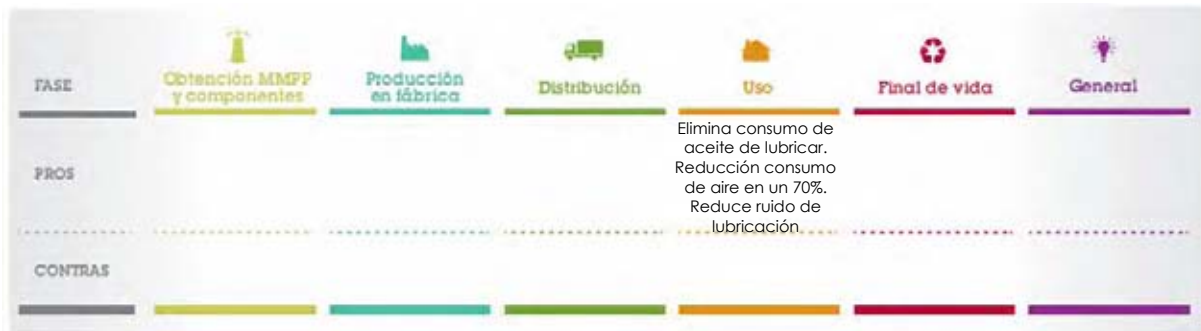 FASE
Obtención MMPP
y componentes
Producción
en fábrica
Distribución
Uso
Final de vida
General
PROS
Elimina consumo de
aceite de lubricar.
Reducción consumo
de aire en un 70%.
Reduce ruido de
lubricación
CONTRAS